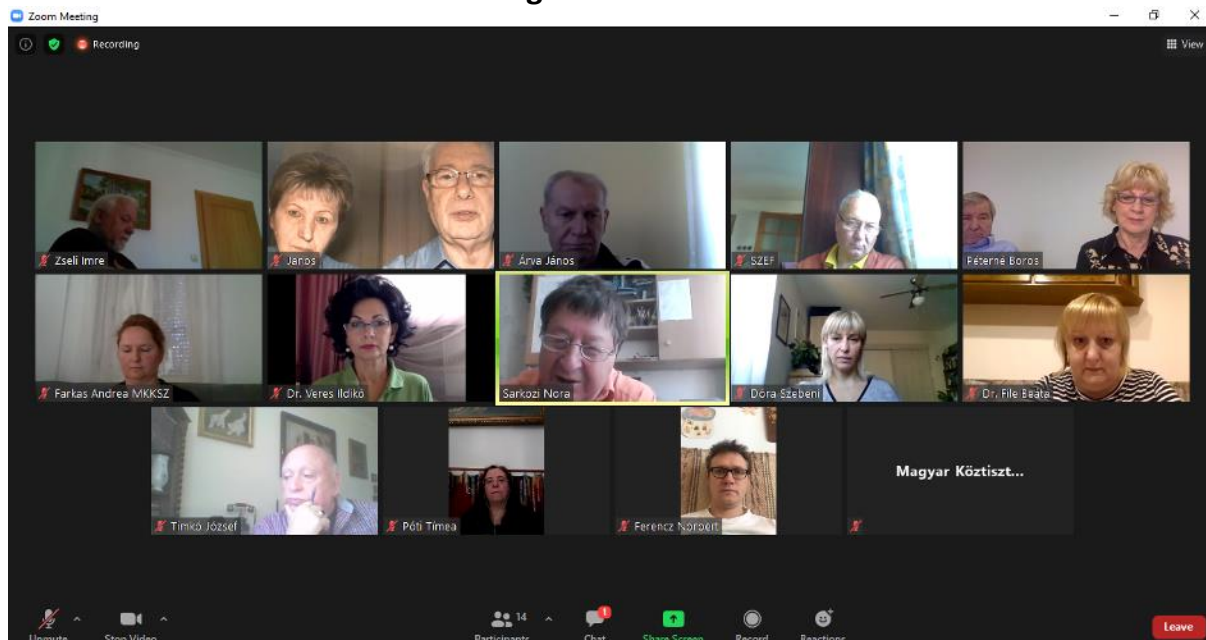 Zoom Meeting
Recording
View
Zseli Imre
János
Árva János
SZEF
Péterné Boros
Farkas Andrea MKKSZ
Dr. Veres Ildikó
Sarkozi Nora
Dóra Szebeni
Dr. File Beáta
Timkó József
Póti Tímea
Ferencz Norbert
Magyar Köztiszt...
14
1
Unmute
Stop Video
Participants
Chat
Share Screen
Record
Reactions
Leave